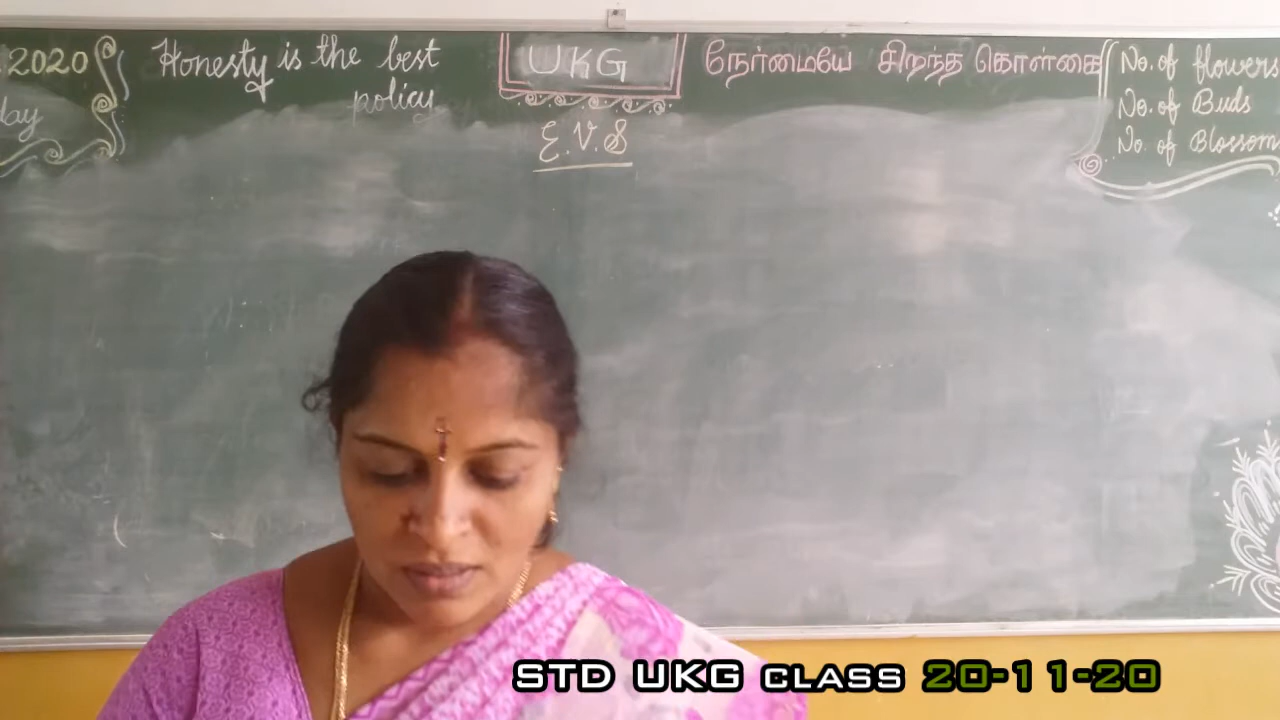 2020
Honesty is the best
policy
UKG
E.V.S
நேர்மையே சிறந்த கொள்கை
No. of flowers
No. of Buds
No. of Blossom
STD UKG CLASS 20-11-20